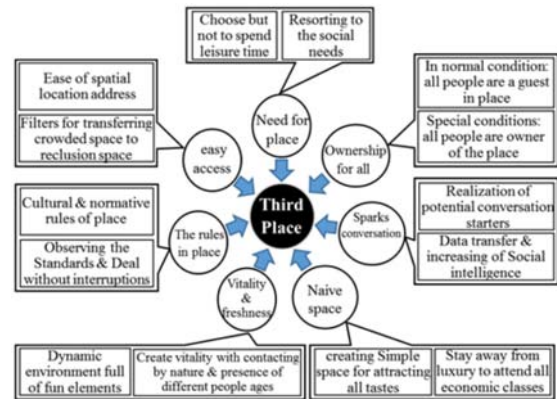 Choose but
not to spend
leisure time
Resorting to
the social
needs
Ease of spatial
location address
Filters for transferring
crowded space to
reclusion space
In normal condition:
all people are a guest
in place
Special conditions:
all people are owner
of the place
Need for
place
easy
access
Ownership
for all
Third
Place
Cultural & normative
rules of place
Observing the
Standards & Deal
without interruptions
The rules
in place
Sparks
conversation
Realization of
potential conversation
starters
Data transfer &
increasing of Social
intelligence
Vitality
&
freshness
Naive
space
Dynamic
environment full
of fun elements
Create vitality with contacting
by nature & presence of
different people ages
creating Simple
space for attracting
all tastes
Stay away from
luxury to attend all
economic classes